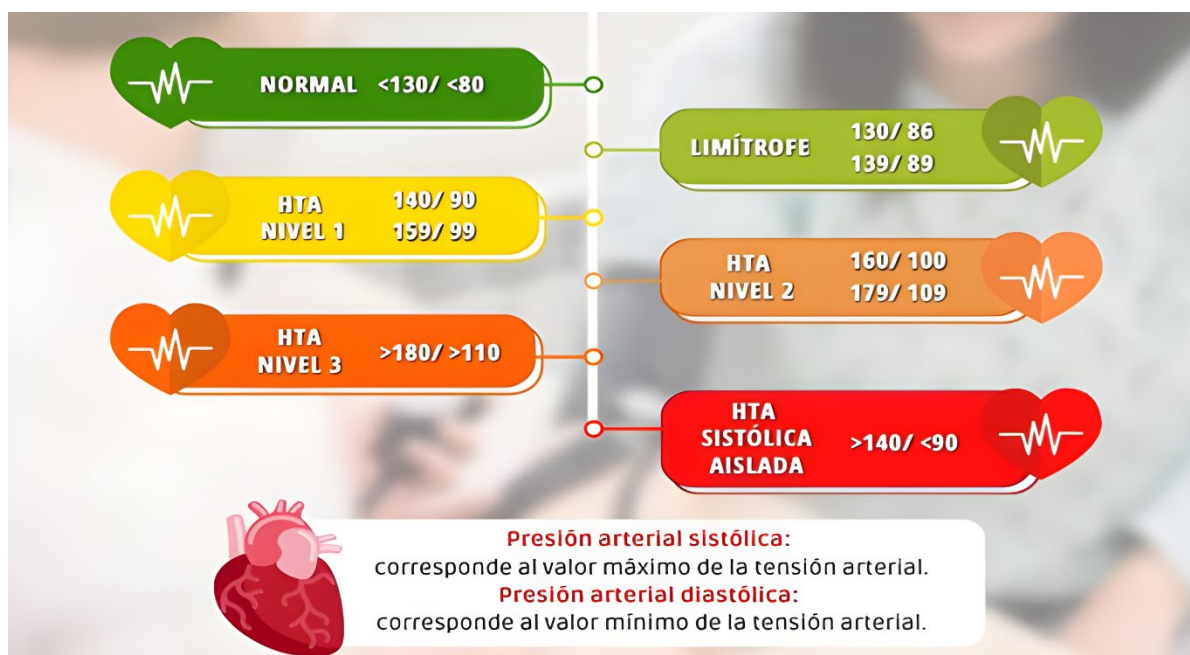 NORMAL <130/ <80
LIMÍTROFE 130/ 86
139/ 89
HTA NIVEL 1 140/ 90
159/ 99
HTA NIVEL 2 160/ 100
179/ 109
HTA NIVEL 3 >180/ >110
HTA
SISTÓLICA
AISLADA >140/ <90
Presión arterial sistólica:
corresponde al valor máximo de la tensión arterial.
Presión arterial diastólica:
corresponde al valor mínimo de la tensión arterial.